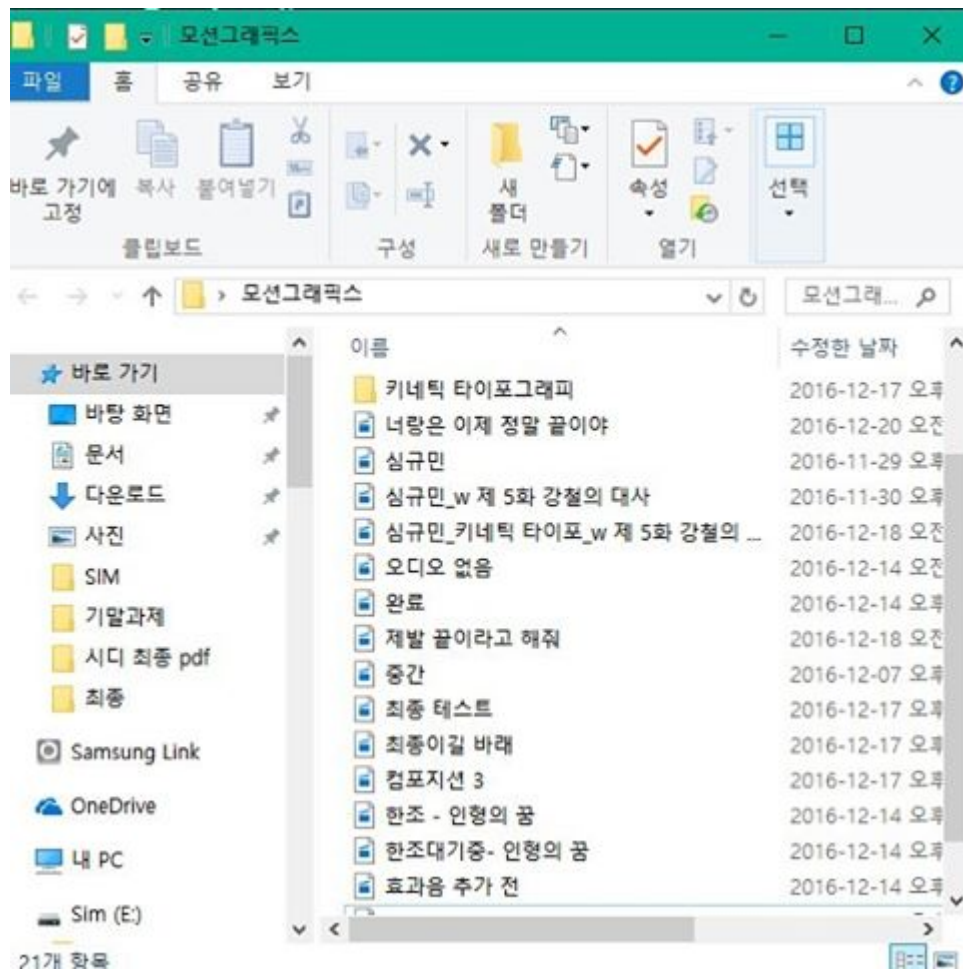 모션그래픽스
파일 홈 공유 보기
바로 가기에 고정 복사 붙여넣기 새 폴더 속성 선택
클립보드 구성 새로 만들기 열기
모션그래픽스 모션그래...
이름 수정한 날짜
바로 가기
바탕 화면
문서
다운로드
사진
SIM
기말과제
시디 최종 pdf
최종
Samsung Link
OneDrive
내 PC
Sim (E:)
키네틱 타이포그래피 2016-12-17 오후
너랑은 이제 정말 끝이야 2016-12-20 오전
심규민 2016-11-29 오후
심규민_w 제 5화 강철의 대사 2016-11-30 오후
심규민_키네틱 타이포_w 제 5화 강철의 ... 2016-12-18 오전
오디오 없음 2016-12-14 오전
완료 2016-12-14 오후
제발 끝이라고 해줘 2016-12-18 오전
중간 2016-12-07 오후
최종 테스트 2016-12-17 오후
최종이길 바래 2016-12-17 오후
컴포지션 3 2016-12-17 오후
한조 - 인형의 꿈 2016-12-14 오후
한조대기중- 인형의 꿈 2016-12-14 오후
효과음 추가 전 2016-12-14 오후
21개 항목